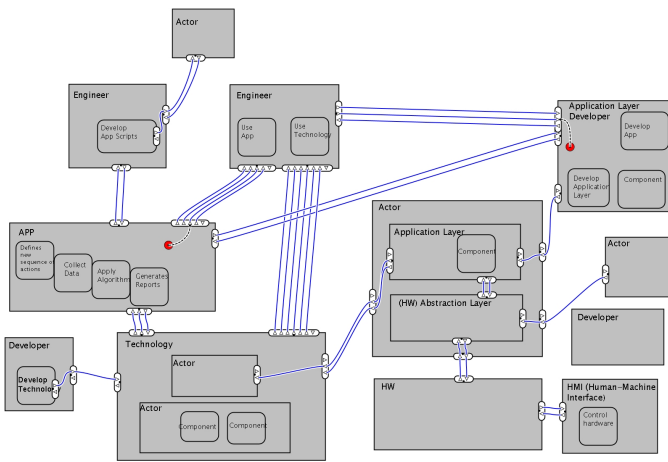 Actor
Engineer
Develop
App Scripts
Engineer
Use
App
Use
Technology
Application Layer
Developer
Develop
App
Develop
Application
Layer
Component
APP
Defines
new
sequence of
actions
Collect
Data
Apply
Algorithm
Generates
Reports
Actor
Application Layer
Component
(HW) Abstraction Layer
Actor
Developer
Developer
Develop
Technology
Technology
Actor
Actor
Component
Component
HW
HMI (Human-Machine
Interface)
Control
hardware